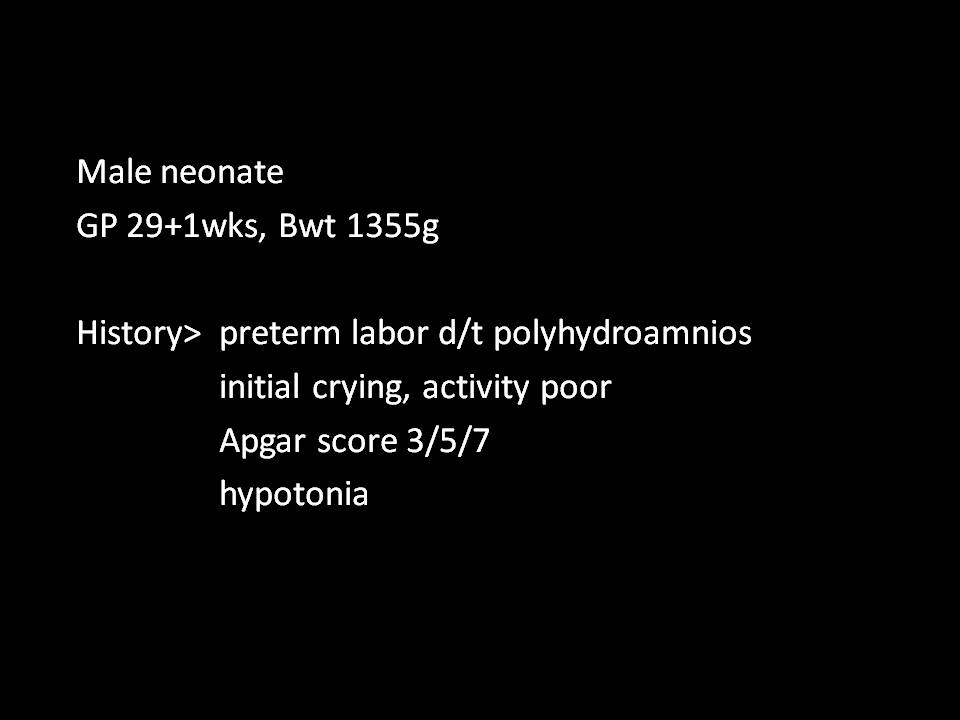 Male neonate
GP 29+1wks, Bwt 1355g
History> preterm labor d/t polyhydroamnios
initial crying, activity poor
Apgar score 3/5/7
hypotonia